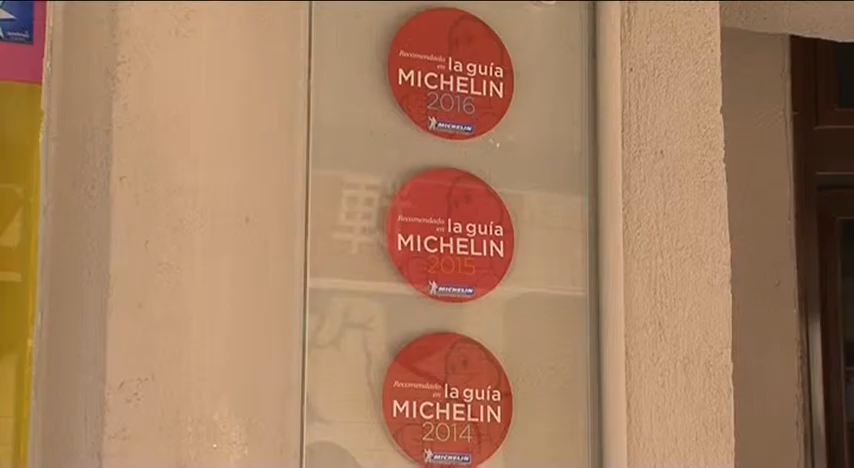 Recomendado
en la guía
MICHELIN
2016
MICHELIN
Recomendado
en la guía
MICHELIN
2015
MICHELIN
Recomendado
en la guía
MICHELIN
2014
MICHELIN